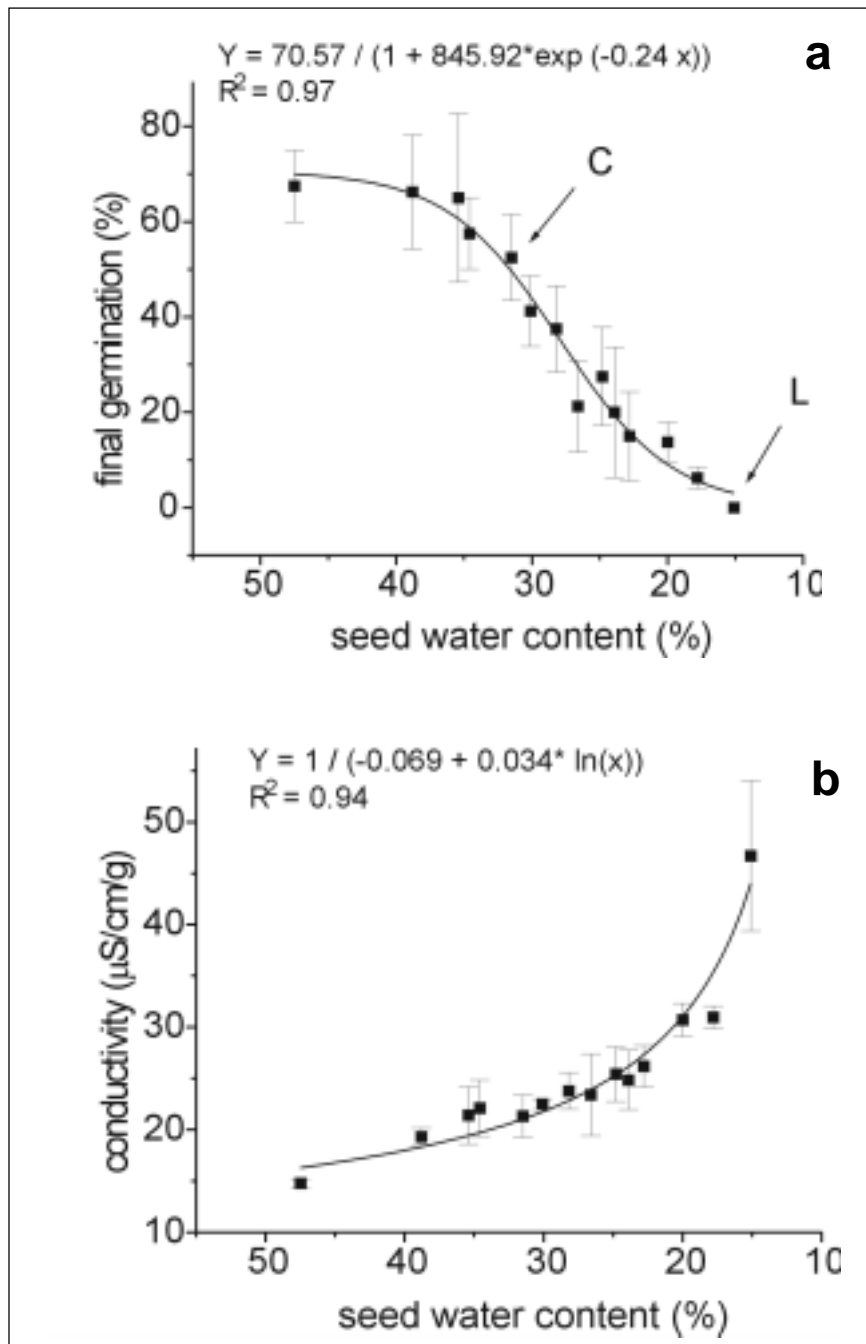 Y = 70.57 / (1 + 845.92*exp (-0.24 x))
R² = 0.97
a
80
60
40
20
0
final germination (%)
C
L
50 40 30 20 10
seed water content (%)
Y = 1 / (-0.069 + 0.034* ln(x))
R² = 0.94
b
50
40
30
20
10
conductivity (μS/cm/g)
50 40 30 20 10
seed water content (%)